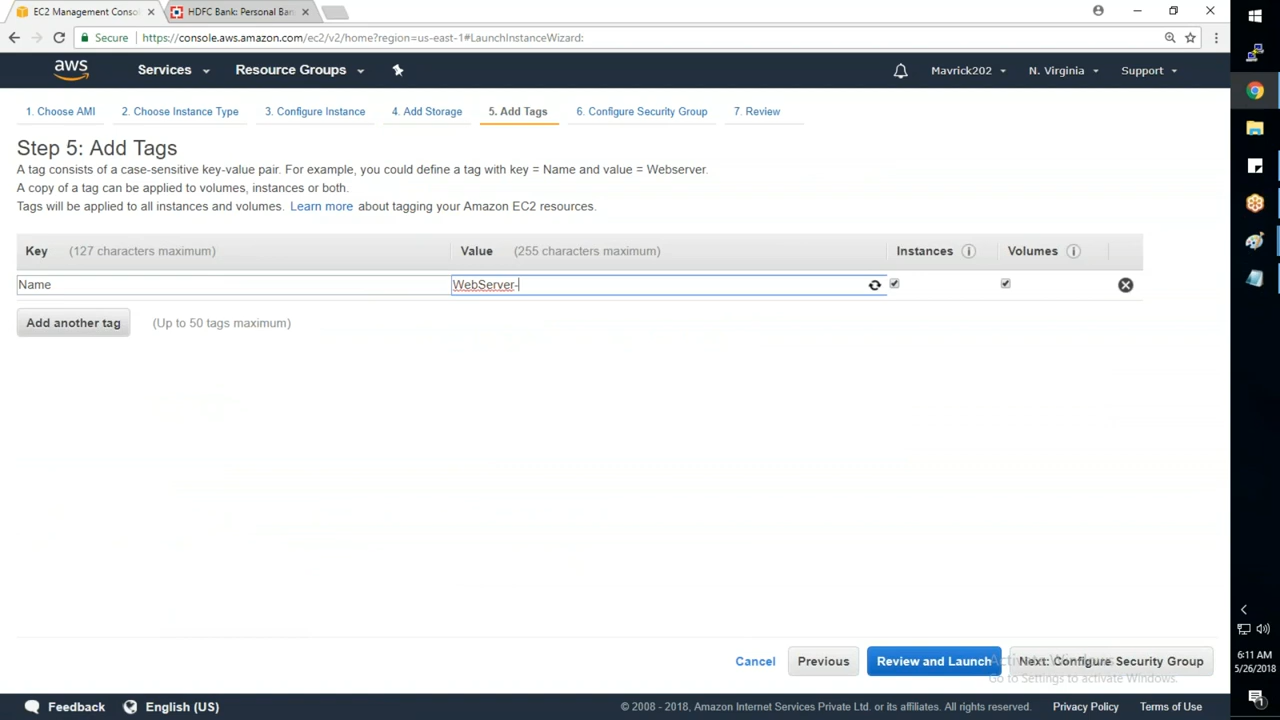 EC2 Management Conso
HDFC Bank: Personal Ban
Secure
https://console.aws.amazon.com/ec2/v2/home?region=us-east-1#LaunchInstanceWizard:
aws
Services
Resource Groups
Mavrick202
N. Virginia
Support
1. Choose AMI
2. Choose Instance Type
3. Configure Instance
4. Add Storage
5. Add Tags
6. Configure Security Group
7. Review
Step 5: Add Tags
A tag consists of a case-sensitive key-value pair. For example, you could define a tag with key = Name and value = Webserver.
A copy of a tag can be applied to volumes, instances or both.
Tags will be applied to all instances and volumes. Learn more about tagging your Amazon EC2 resources.
Key (127 characters maximum)
Value (255 characters maximum)
Instances
Volumes
Name
WebServer-
Add another tag
(Up to 50 tags maximum)
Cancel
Previous
Review and Launch
Next: Configure Security Group
Activate Windows
Go to Settings to activate Windows.
6:11 AM
5/26/2018
Feedback
English (US)
© 2008 - 2018, Amazon Internet Services Private Ltd. or its affiliates. All rights reserved.
Privacy Policy
Terms of Use
1